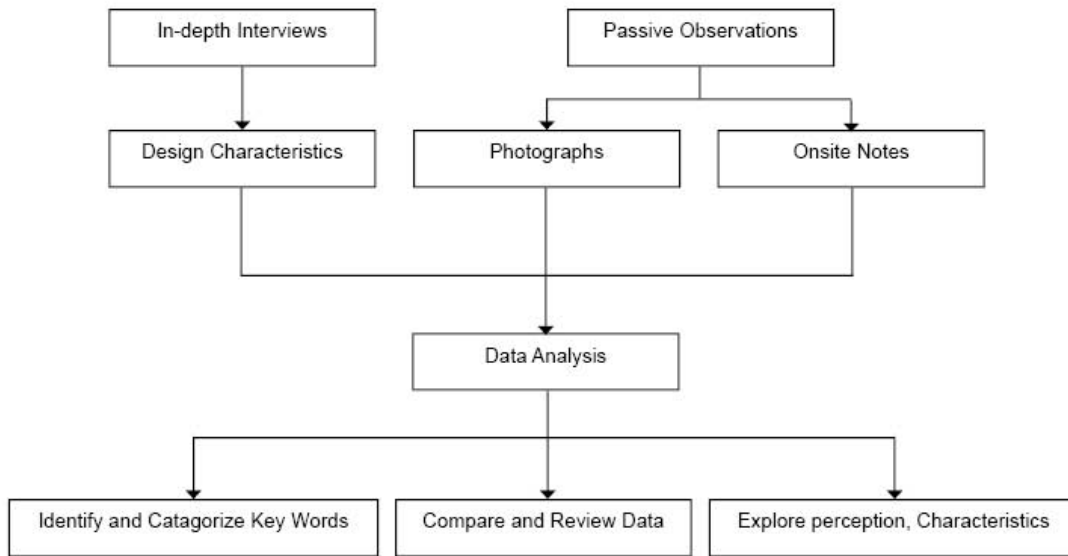 In-depth Interviews
Passive Observations
Design Characteristics
Photographs
Onsite Notes
Data Analysis
Identify and Catagorize Key Words
Compare and Review Data
Explore perception, Characteristics